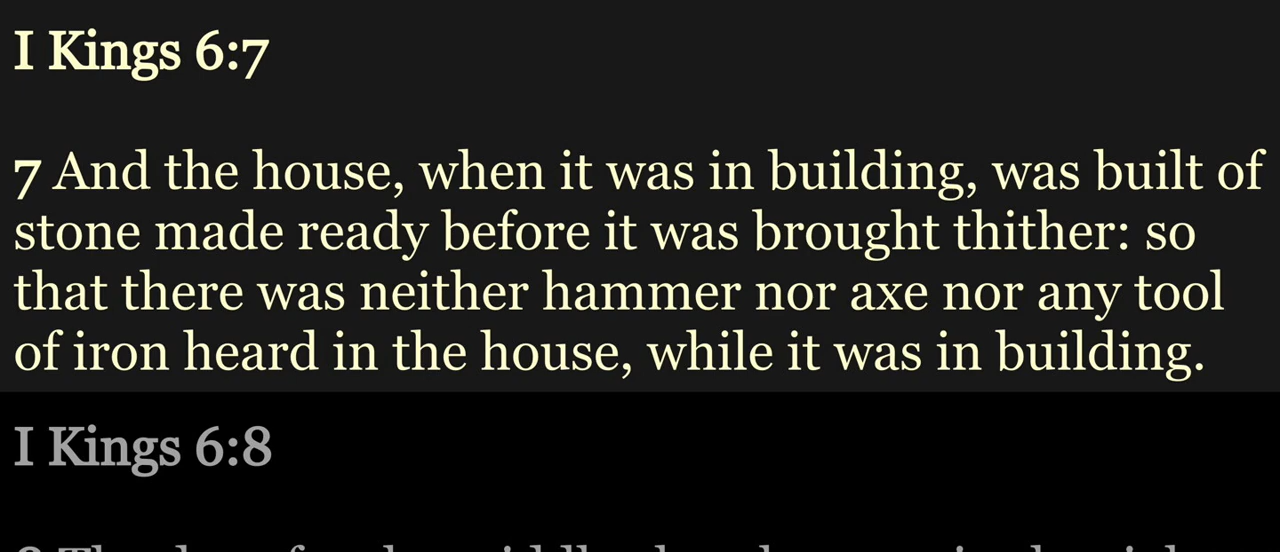 I Kings 6:7
7 And the house, when it was in building, was built of
stone made ready before it was brought thither: so
that there was neither hammer nor axe nor any tool
of iron heard in the house, while it was in building.
I Kings 6:8